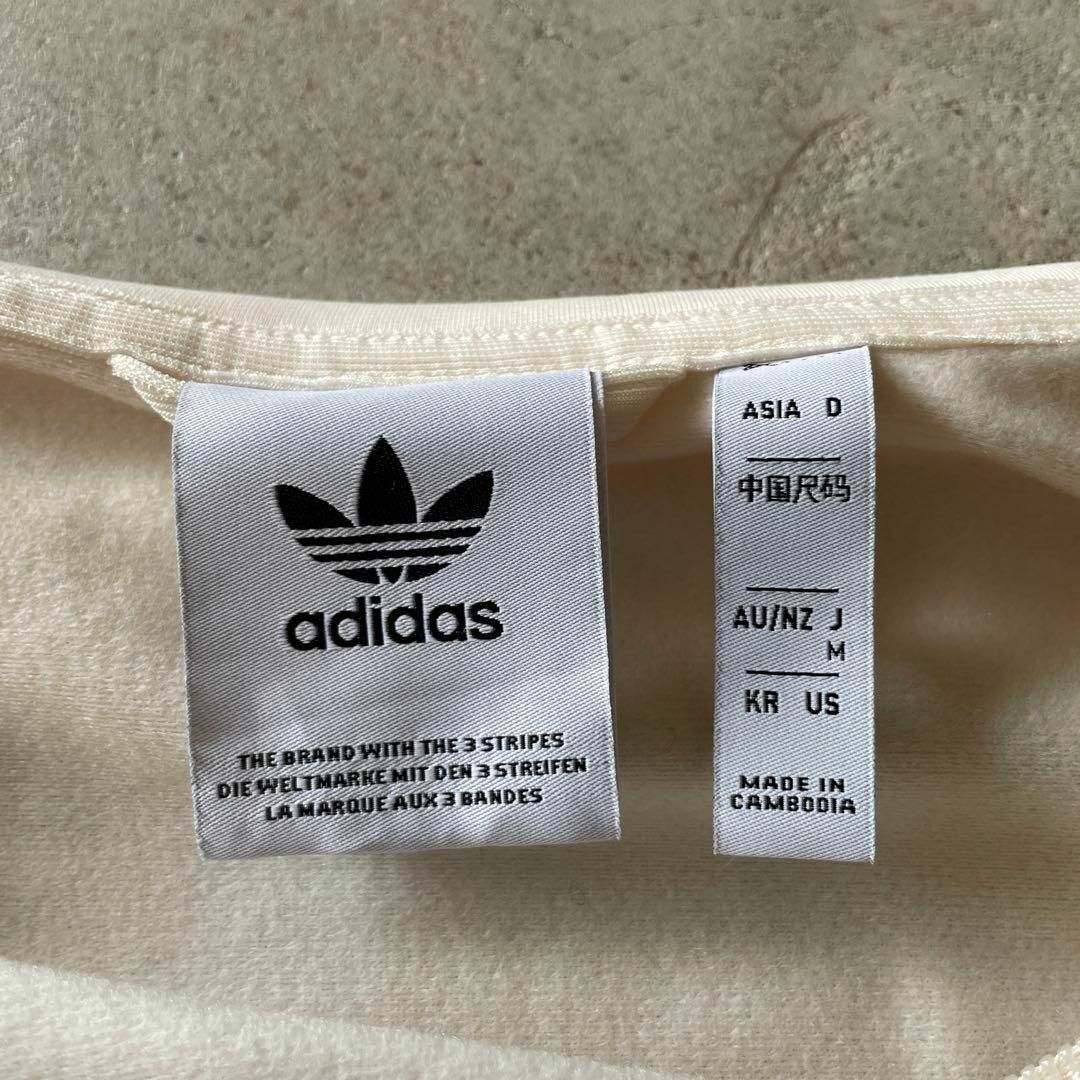 adidas
THE BRAND WITH THE 3 STRIPES
DIE WELTMARKE MIT DEN 3 STREIFEN
LA MARQUE AUX 3 BANDES
ASIA D
中国尺码
AU/NZ J
M
KR US
MADE IN
CAMBODIA